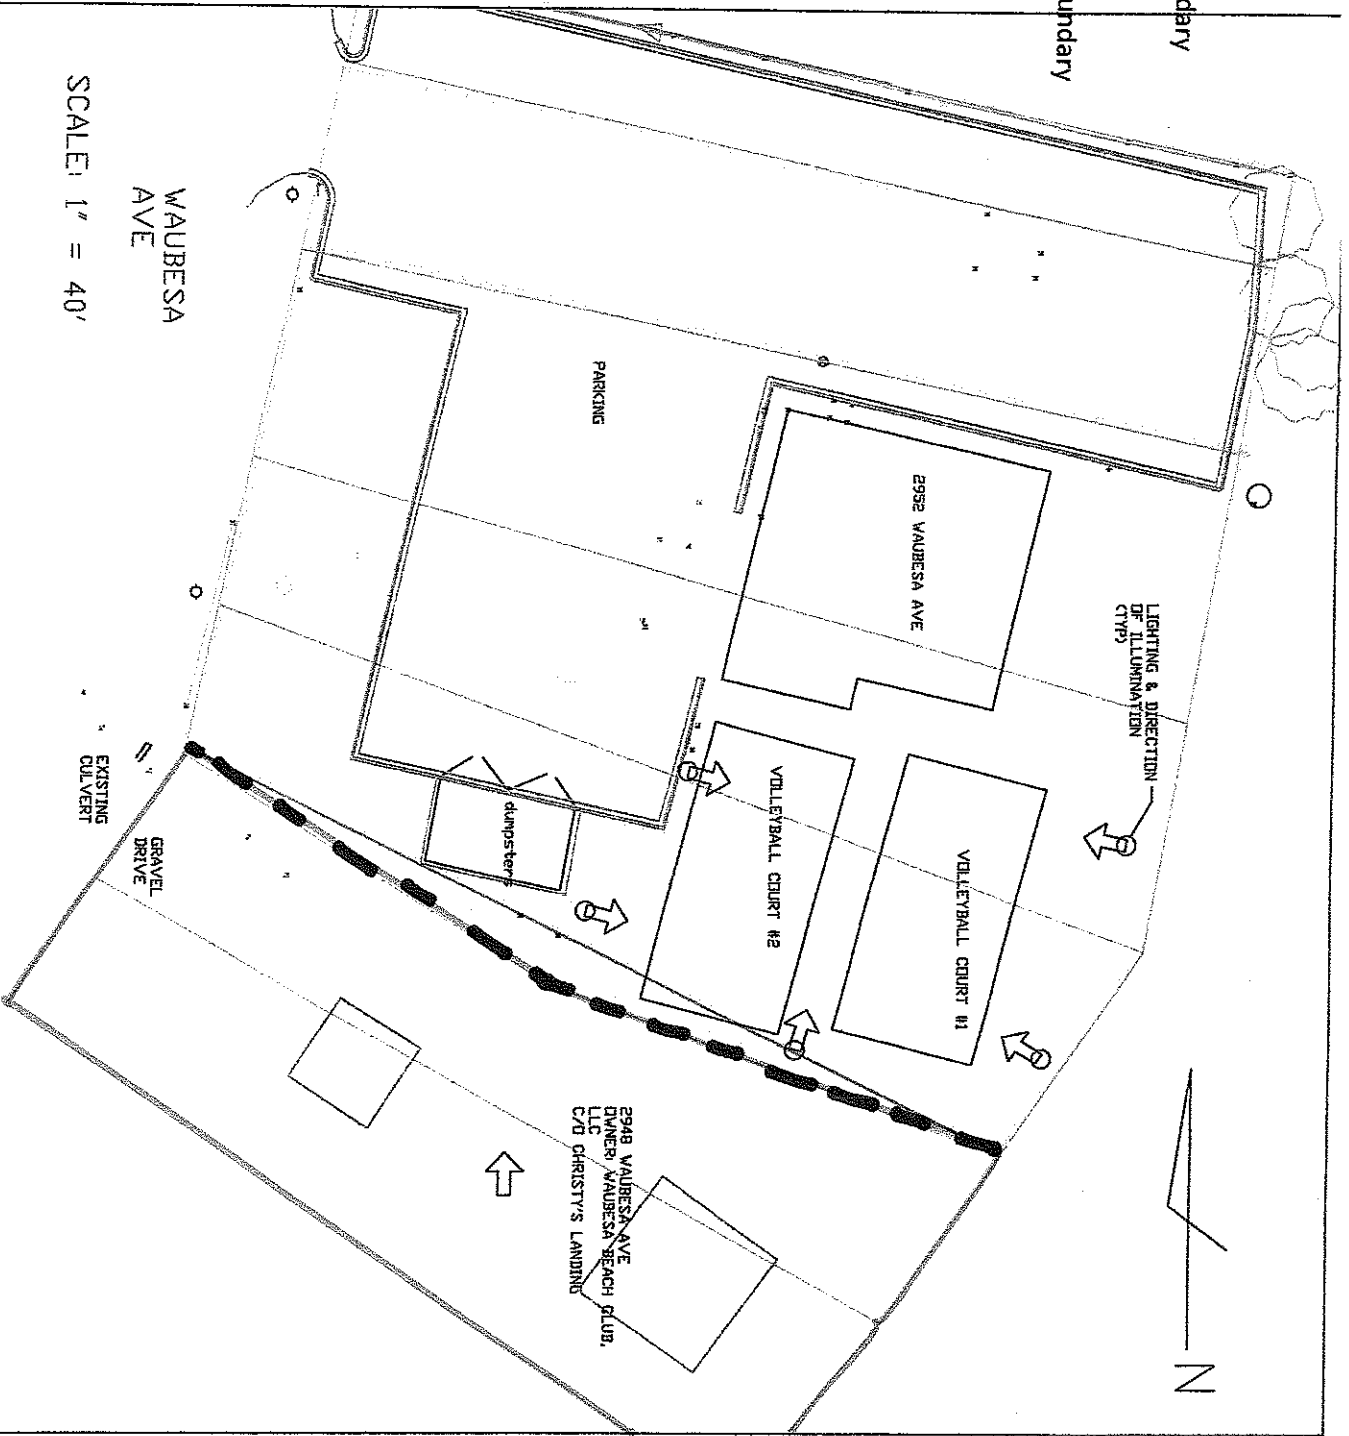 dary
undary
LIGHTING & DIRECTION
OF ILLUMINATION
(TYP)
2952 WAUBESA AVE
VOLLEYBALL COURT #1
VOLLEYBALL COURT #2
PARKING
dumpsters
2948 WAUBESA AVE
OWNER: WAUBESA BEACH CLUB,
LLC
C/O CHRISTY'S LANDING
GRAVEL
DRIVE
EXISTING
CULVERT
WAUBESA
AVE
SCALE: 1" = 40'
N